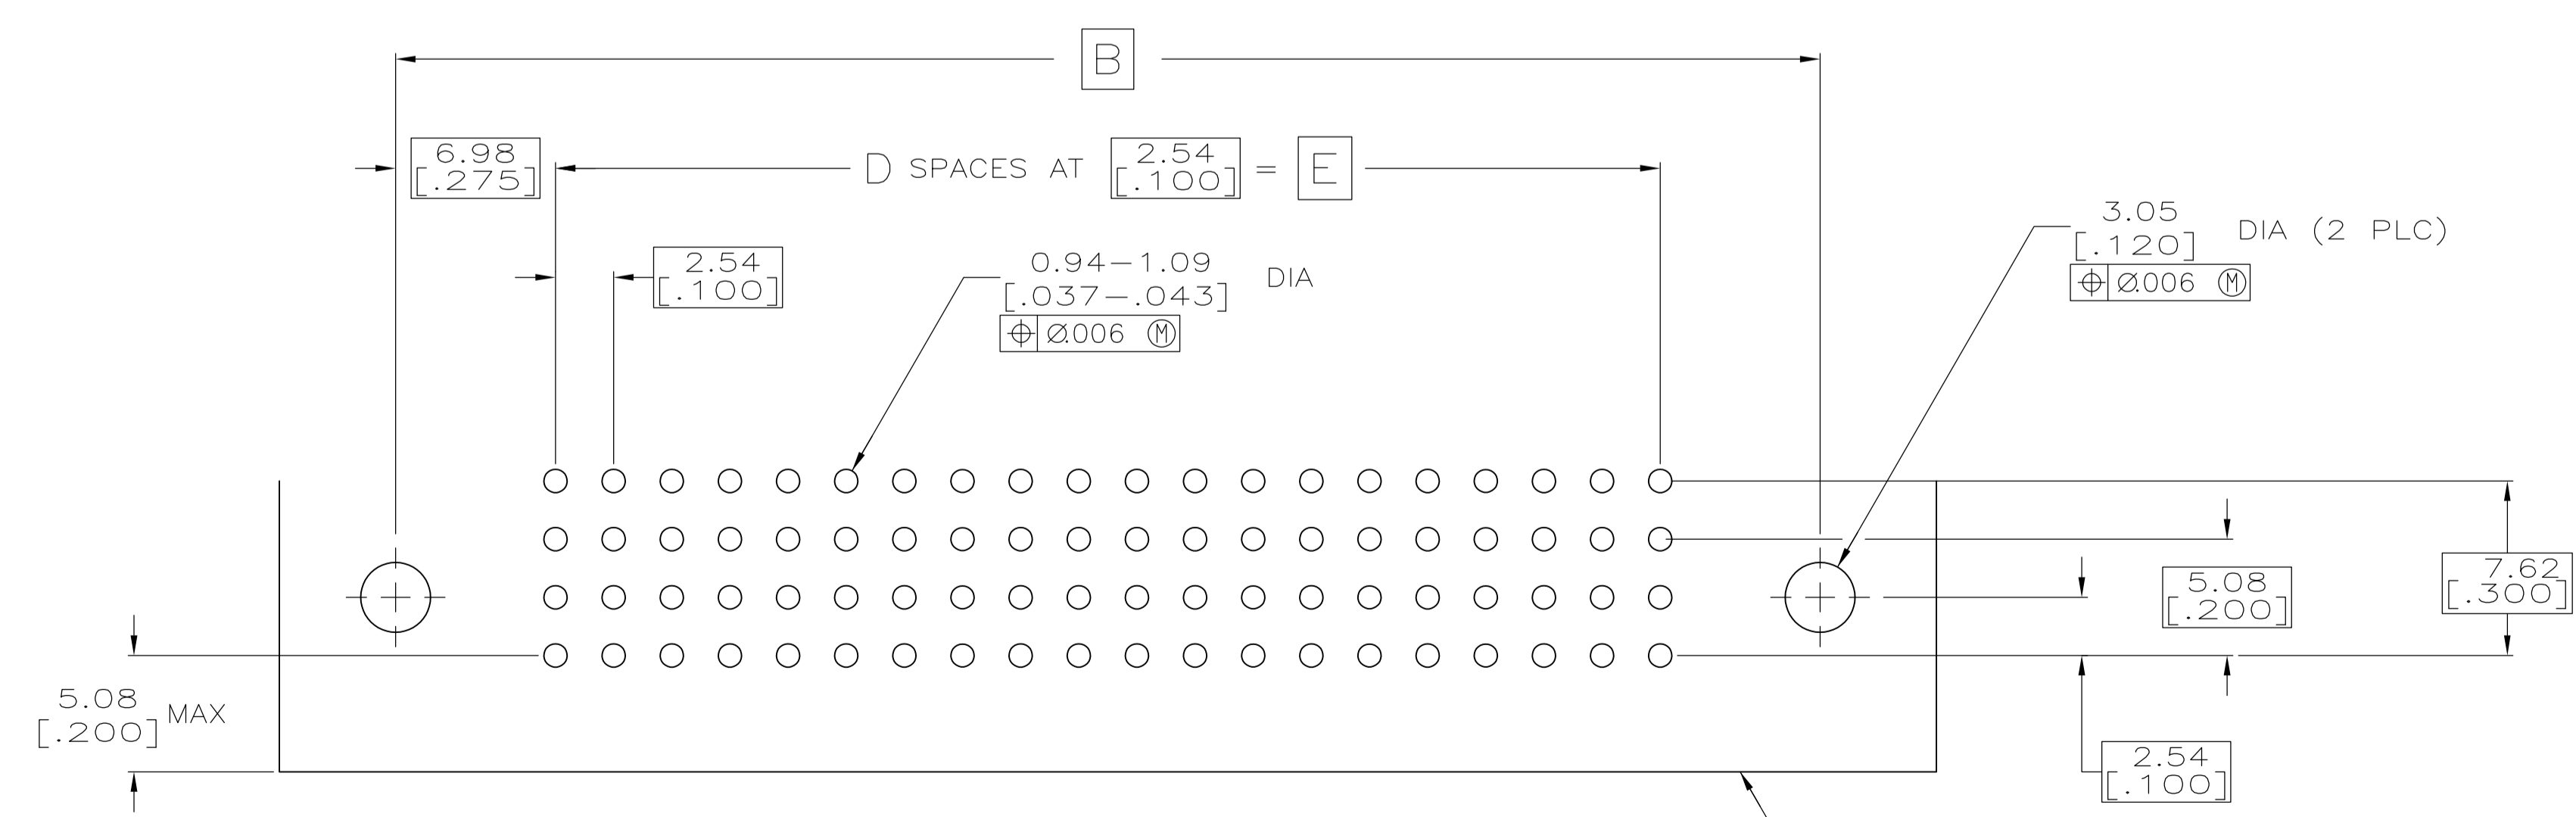 B
6.98
[.275]
D SPACES AT 2.54 = E
[.100]
2.54
[.100]
0.94-1.09 DIA
[.037-.043]
⌖ Ø.006 Ⓜ
3.05 DIA (2 PLC)
[.120]
⌖ Ø.006 Ⓜ
5.08
[.200] MAX
5.08
[.200]
7.62
[.300]
2.54
[.100]